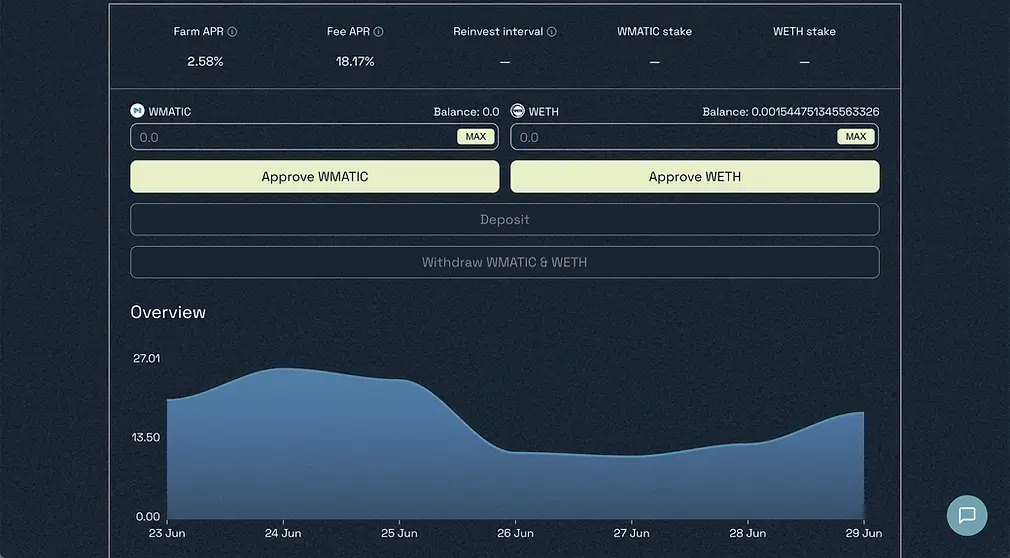 Farm APR Fee APR Reinvest interval WMATIC stake WETH stake
2.58% 18.17% — — —
WMATIC Balance: 0.0 WETH Balance: 0.001544751345563326
0.0 MAX 0.0 MAX
Approve WMATIC Approve WETH
Deposit
Withdraw WMATIC & WETH
Overview
27.01
13.50
0.00
23 Jun 24 Jun 25 Jun 26 Jun 27 Jun 28 Jun 29 Jun